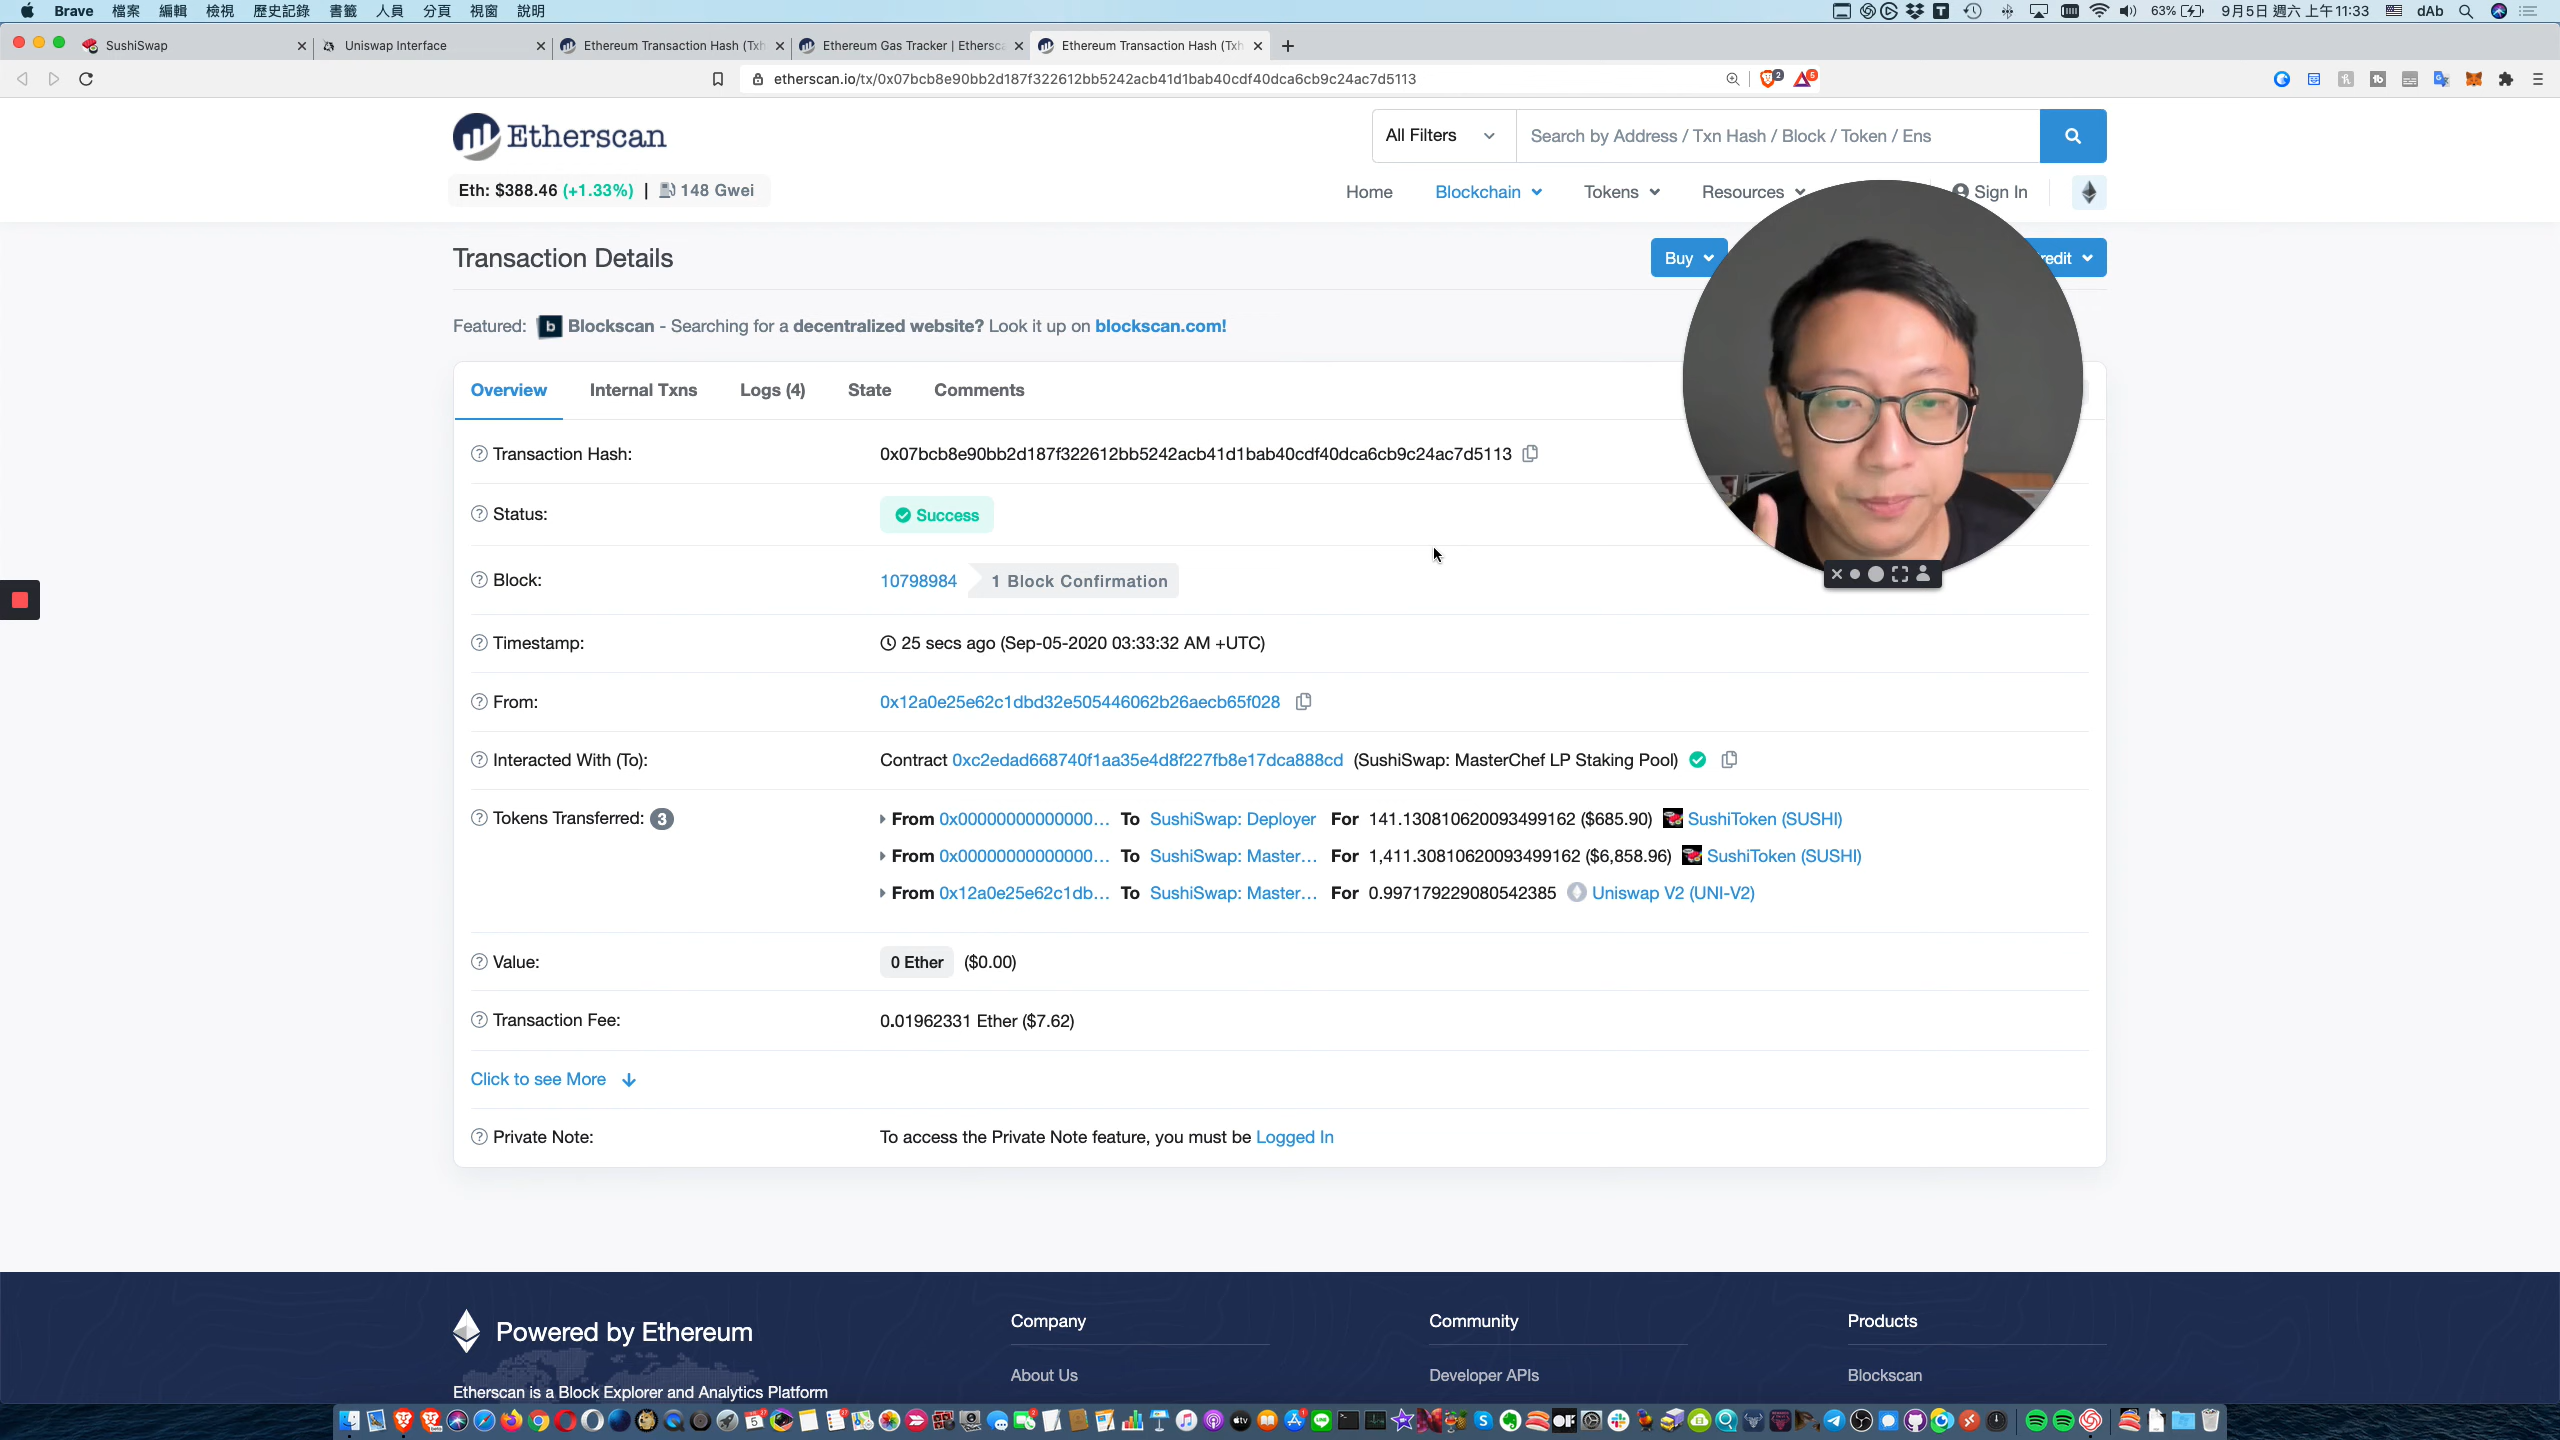 Brave 檔案 編輯 檢視 歷史記錄 書籤 人員 分頁 視窗 說明 63% 9月5日 週六 上午11:33 dAb
SushiSwap Uniswap Interface Ethereum Transaction Hash (Txh Ethereum Gas Tracker | Ethersc Ethereum Transaction Hash (Txh
etherscan.io/tx/0x07bcb8e90bb2d187f322612bb5242acb41d1bab40cdf40dca6cb9c24ac7d5113 2 5
Etherscan
All Filters Search by Address / Txn Hash / Block / Token / Ens
Eth: $388.46 (+1.33%) | 148 Gwei
Home Blockchain Tokens Resources Sign In
Transaction Details
Buy redit
Featured: Blockscan - Searching for a decentralized website? Look it up on blockscan.com!
Overview Internal Txns Logs (4) State Comments
Transaction Hash: 0x07bcb8e90bb2d187f322612bb5242acb41d1bab40cdf40dca6cb9c24ac7d5113
Status: Success
Block: 10798984 1 Block Confirmation
Timestamp: 25 secs ago (Sep-05-2020 03:33:32 AM +UTC)
From: 0x12a0e25e62c1dbd32e505446062b26aecb65f028
Interacted With (To): Contract 0xc2edad668740f1aa35e4d8f227fb8e17dca888cd (SushiSwap: MasterChef LP Staking Pool)
Tokens Transferred: 3
From 0x00000000000000... To SushiSwap: Deployer For 141.130810620093499162 ($685.90) SushiToken (SUSHI)
From 0x00000000000000... To SushiSwap: Master... For 1,411.30810620093499162 ($6,858.96) SushiToken (SUSHI)
From 0x12a0e25e62c1db... To SushiSwap: Master... For 0.997179229080542385 Uniswap V2 (UNI-V2)
Value: 0 Ether ($0.00)
Transaction Fee: 0.01962331 Ether ($7.62)
Click to see More
Private Note: To access the Private Note feature, you must be Logged In
Powered by Ethereum
Company Community Products
About Us Developer APIs Blockscan
Etherscan is a Block Explorer and Analytics Platform